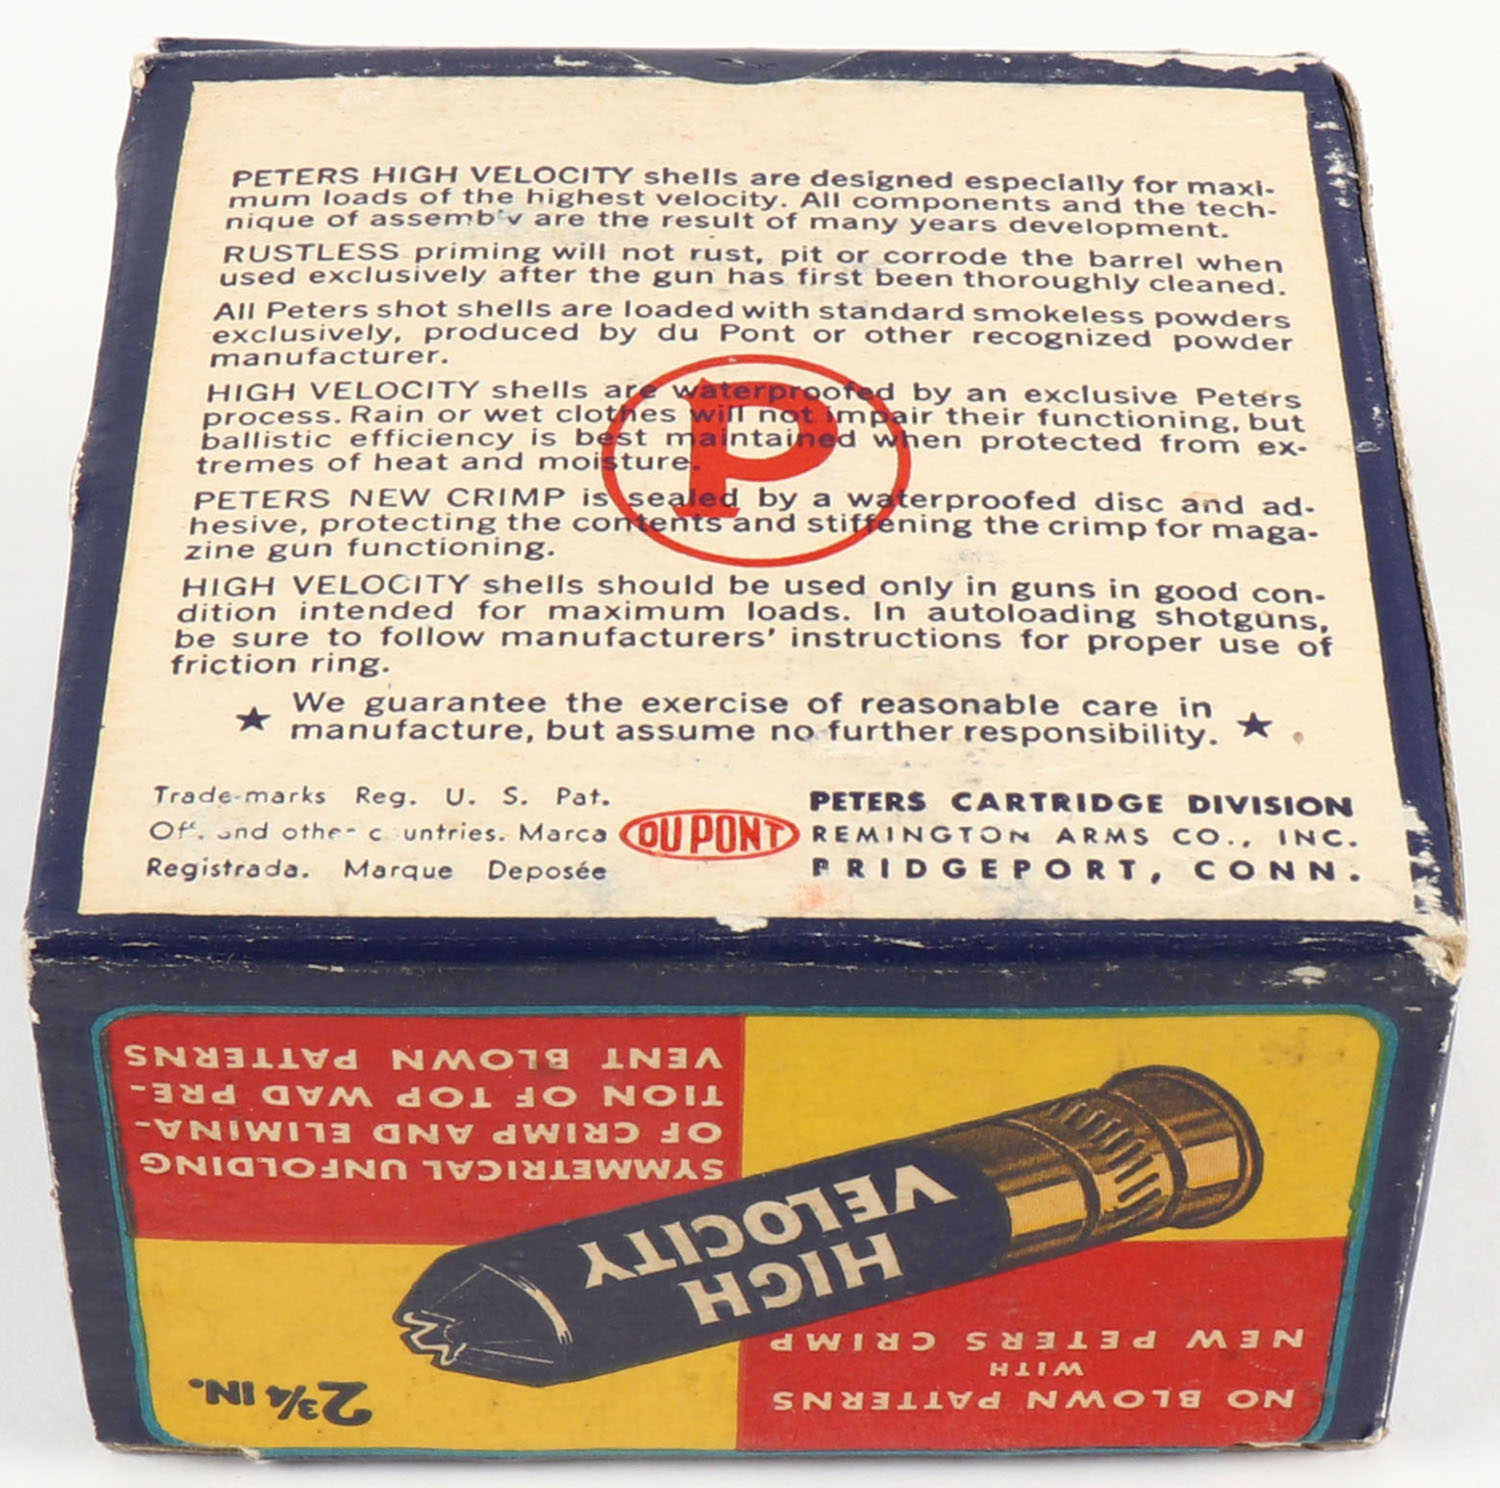 PETERS HIGH VELOCITY shells are designed especially for maxi-
mum loads of the highest velocity. All components and the tech-
nique of assembly are the result of many years development.
RUSTLESS priming will not rust, pit or corrode the barrel when
used exclusively after the gun has first been thoroughly cleaned.
All Peters shot shells are loaded with standard smokeless powders
exclusively, produced by du Pont or other recognized powder
manufacturer.
HIGH VELOCITY shells are waterproofed by an exclusive Peters
process. Rain or wet clothes will not impair their functioning, but
ballistic efficiency is best maintained when protected from ex-
tremes of heat and moisture.
P
PETERS NEW CRIMP is sealed by a waterproofed disc and ad-
hesive, protecting the contents and stiffening the crimp for maga-
zine gun functioning.
HIGH VELOCITY shells should be used only in guns in good con-
dition intended for maximum loads. In autoloading shotguns,
be sure to follow manufacturers' instructions for proper use of
friction ring.
★ We guarantee the exercise of reasonable care in
manufacture, but assume no further responsibility. ★
Trade-marks Reg. U. S. Pat.
Off. and other countries. Marca
Registrada. Marque Deposée
DU PONT
PETERS CARTRIDGE DIVISION
REMINGTON ARMS CO., INC.
BRIDGEPORT, CONN.
NO BLOWN PATTERNS
WITH
NEW PETERS CRIMP
2¾ IN.
HIGH
VELOCITY
SYMMETRICAL UNFOLDING
OF CRIMP AND ELIMINA-
TION OF TOP WAD PRE-
VENT BLOWN PATTERNS